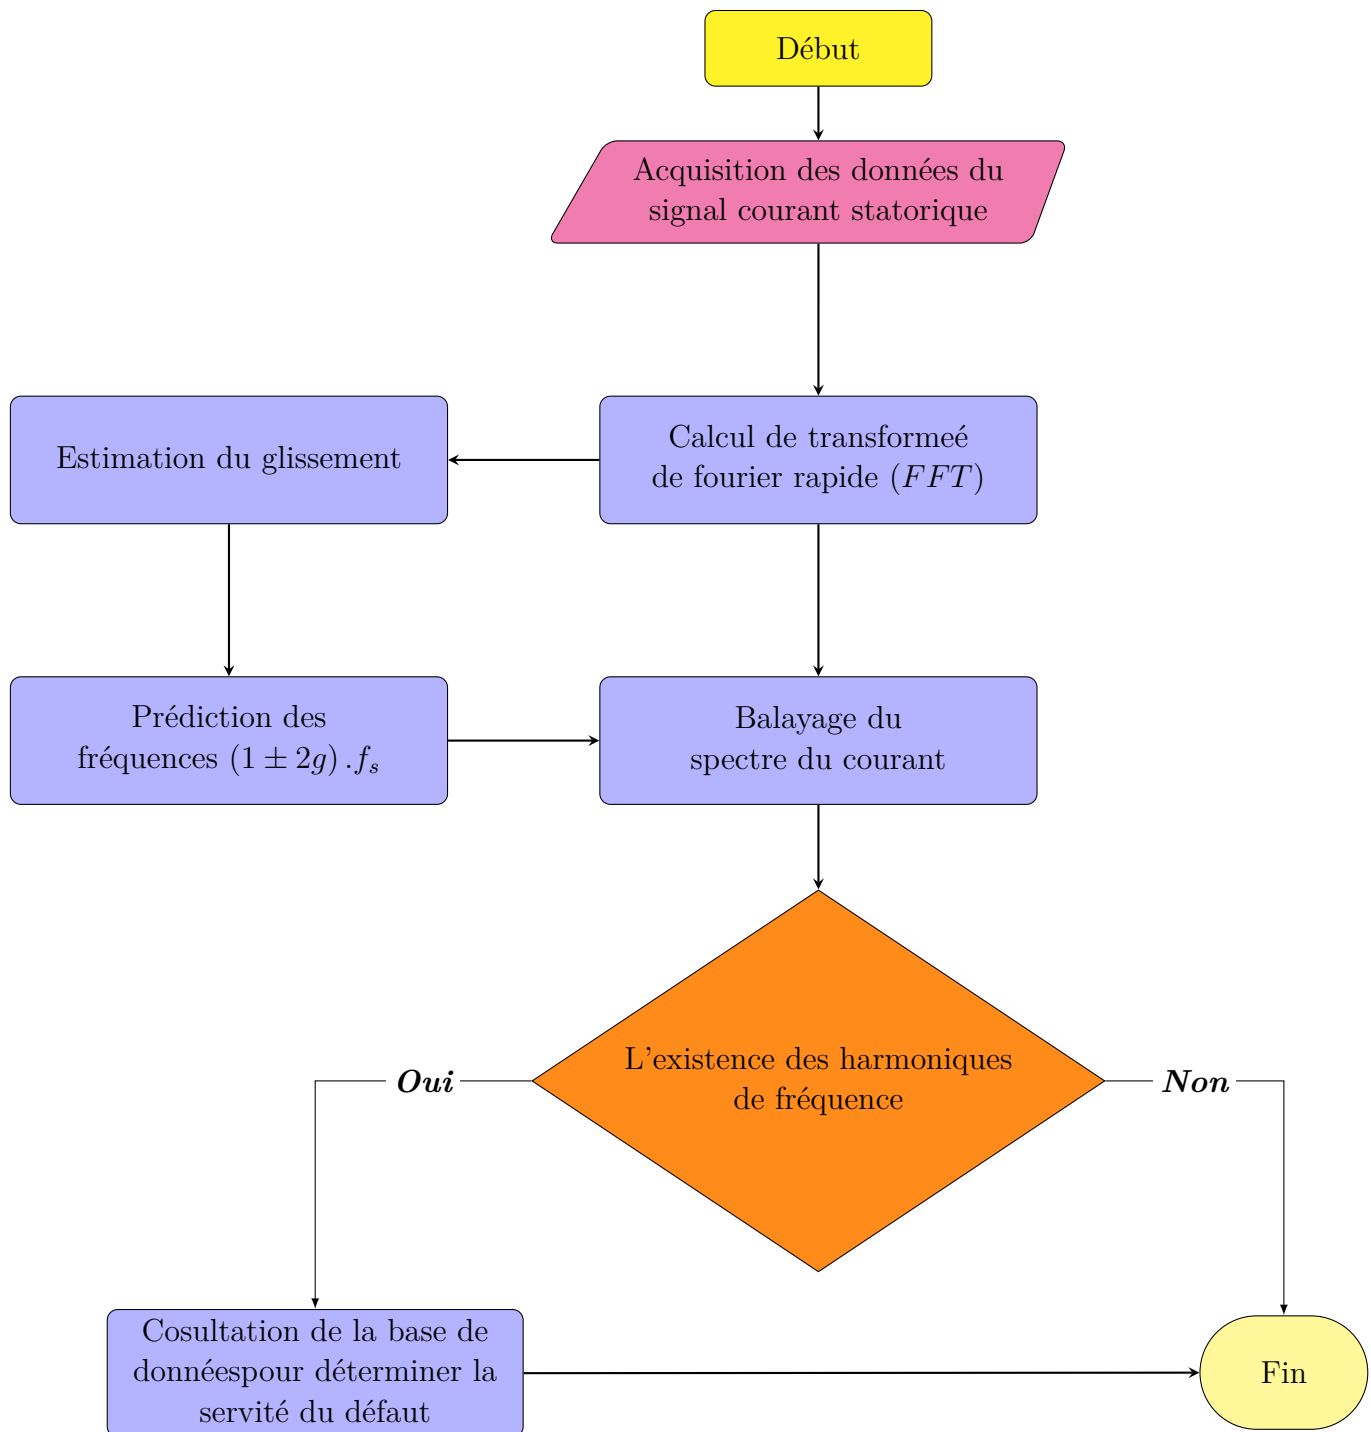 Début
Acquisition des données du
signal courant statorique
Estimation du glissement
Calcul de transformeé
de fourier rapide (FFT)
Prédiction des
fréquences (1 ± 2g) .f_s
Balayage du
spectre du courant
L'existence des harmoniques
de fréquence
Oui
Non
Cosultation de la base de
donnéespour déterminer la
servité du défaut
Fin